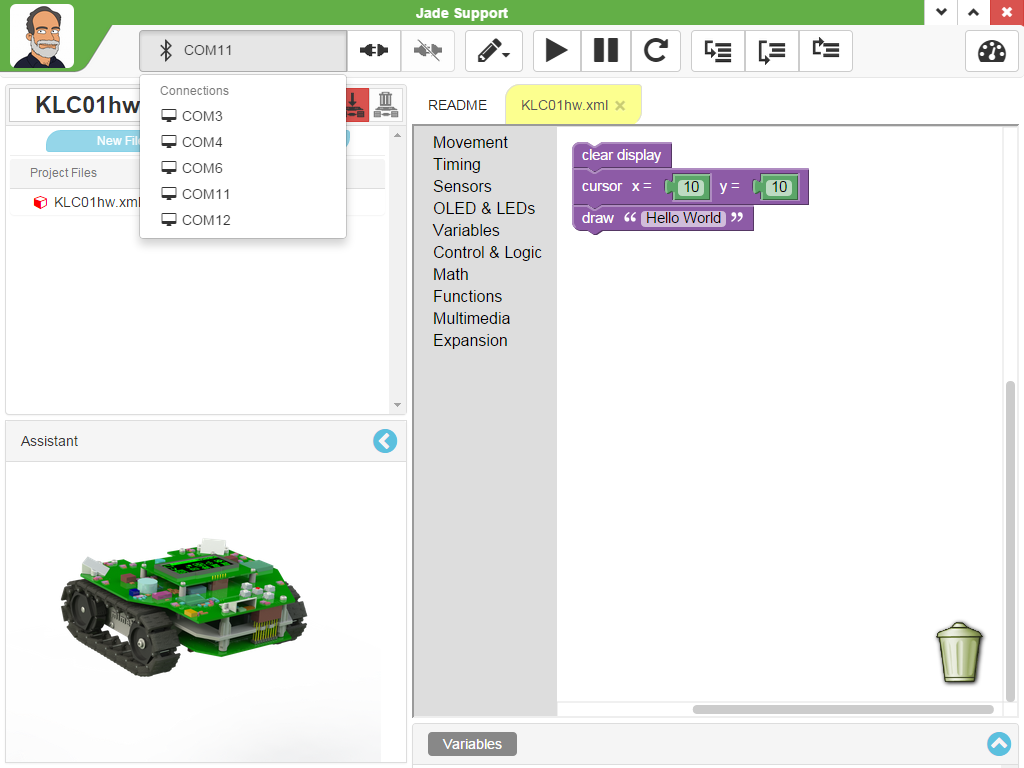 Jade Support
COM11
Connections
COM3
COM4
COM6
COM11
COM12
KLC01hw
New File
Project Files
KLC01hw.xml
Assistant
README
KLC01hw.xml ×
Movement
Timing
Sensors
OLED & LEDs
Variables
Control & Logic
Math
Functions
Multimedia
Expansion
clear display
cursor x = 10 y = 10
draw “ Hello World ”
Variables